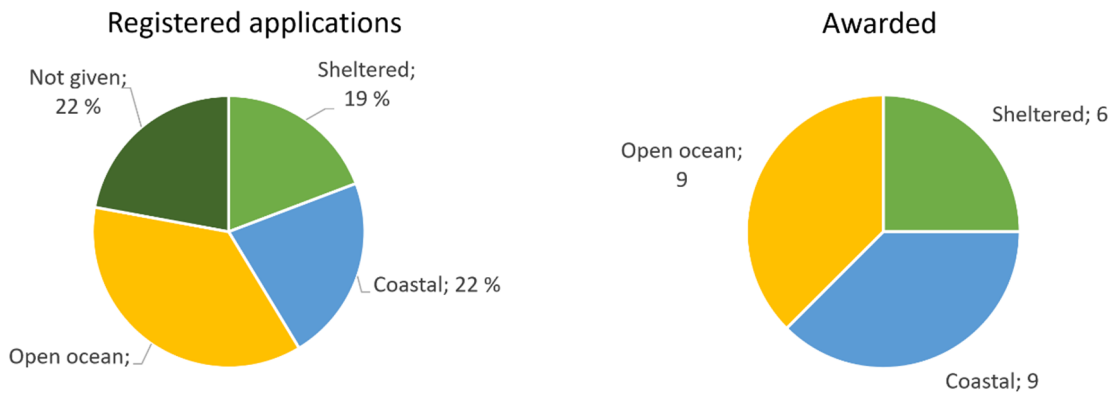 Registered applications
Not given;
22 %
Sheltered;
19 %
Coastal; 22 %
Open ocean;
Awarded
Open ocean;
9
Sheltered; 6
Coastal; 9